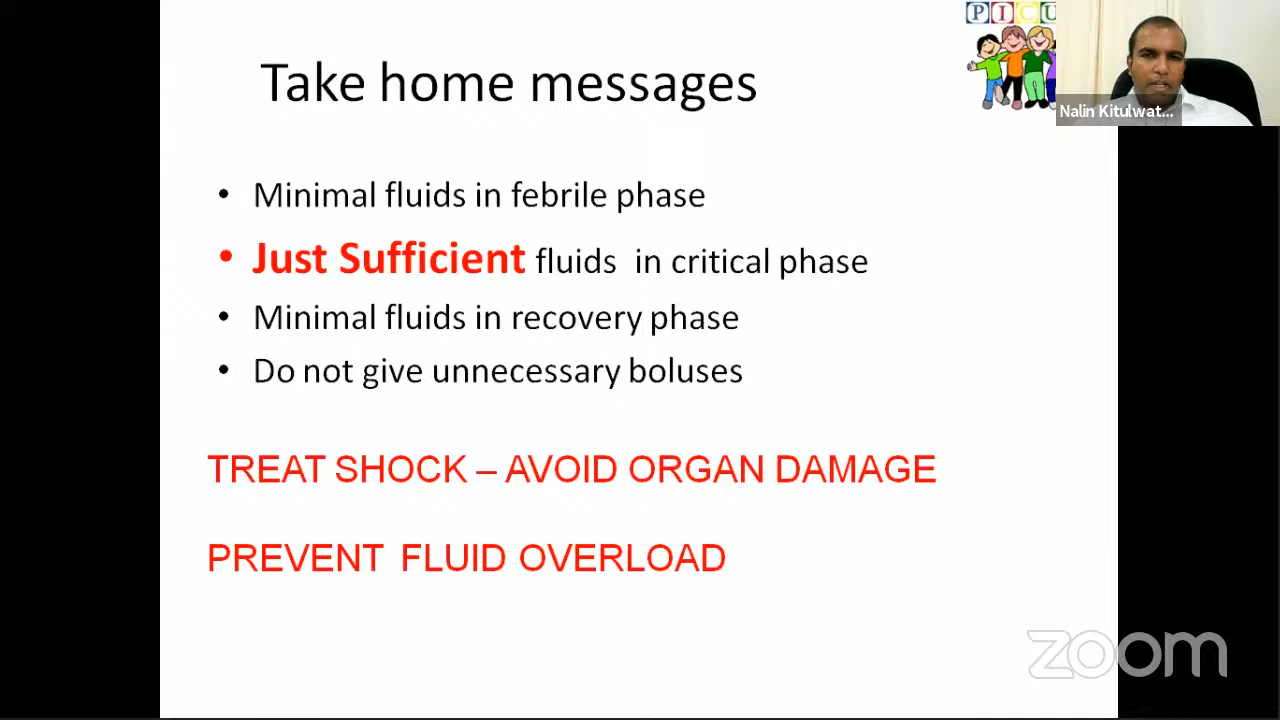 PICU
Take home messages
Nalin Kitulwat...
• Minimal fluids in febrile phase
• Just Sufficient fluids in critical phase
• Minimal fluids in recovery phase
• Do not give unnecessary boluses
TREAT SHOCK – AVOID ORGAN DAMAGE
PREVENT FLUID OVERLOAD
zoom